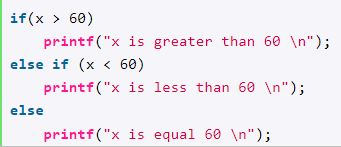 if(x > 60)
    printf("x is greater than 60 \n");
else if (x < 60)
    printf("x is less than 60 \n");
else
    printf("x is equal 60 \n");